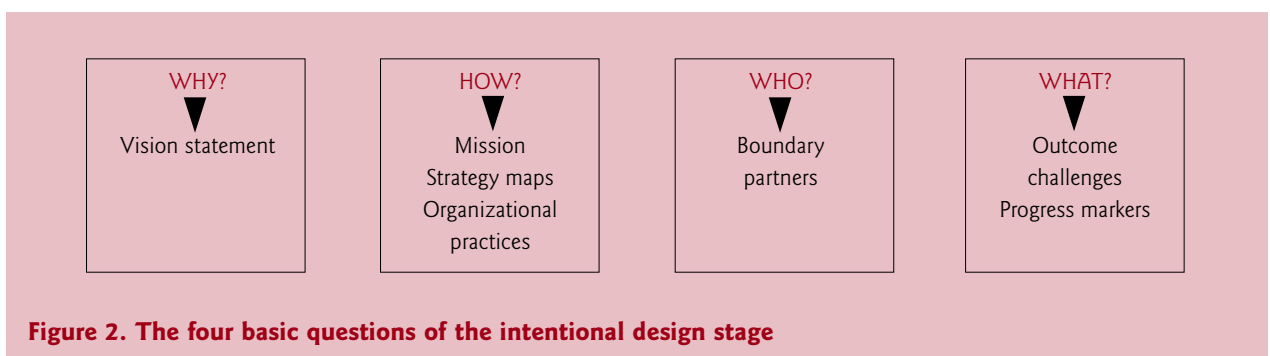 WHY?
Vision statement
HOW?
Mission
Strategy maps
Organizational
practices
WHO?
Boundary
partners
WHAT?
Outcome
challenges
Progress markers
Figure 2. The four basic questions of the intentional design stage